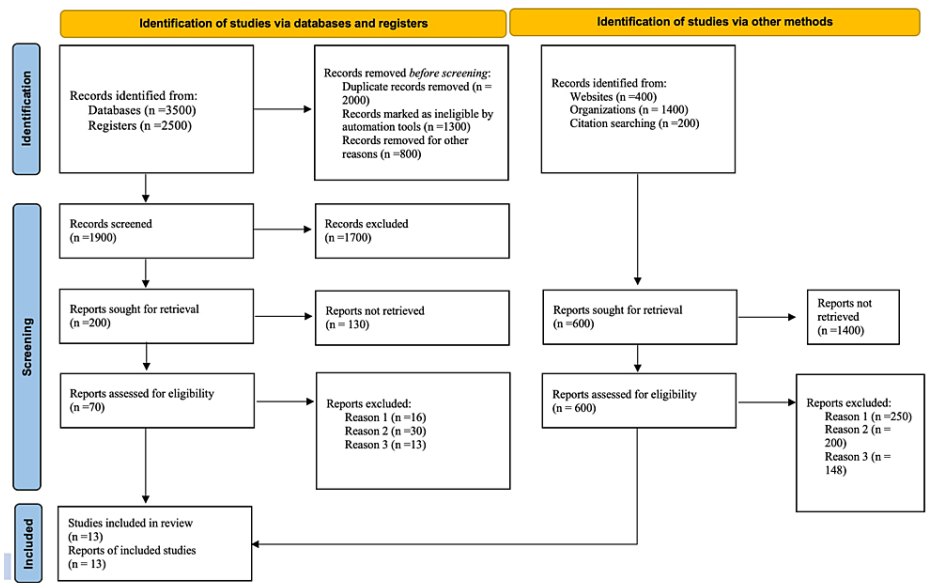 Identification of studies via databases and registers
Identification of studies via other methods
Identification
Records identified from:
Databases (n =3500)
Registers (n =2500)
Records removed before screening:
Duplicate records removed (n =
2000)
Records marked as ineligible by
automation tools (n =1300)
Records removed for other
reasons (n =800)
Records identified from:
Websites (n =400)
Organizations (n = 1400)
Citation searching (n =200)
Screening
Records screened
(n =1900)
Records excluded
(n =1700)
Reports sought for retrieval
(n =200)
Reports not retrieved
(n = 130)
Reports sought for retrieval
(n =600)
Reports not
retrieved
(n =1400)
Reports assessed for eligibility
(n =70)
Reports excluded:
Reason 1 (n =16)
Reason 2 (n =30)
Reason 3 (n =13)
Reports assessed for eligibility
(n = 600)
Reports excluded:
Reason 1 (n =250)
Reason 2 (n =
200)
Reason 3 (n =
148)
Included
Studies included in review
(n =13)
Reports of included studies
(n = 13)